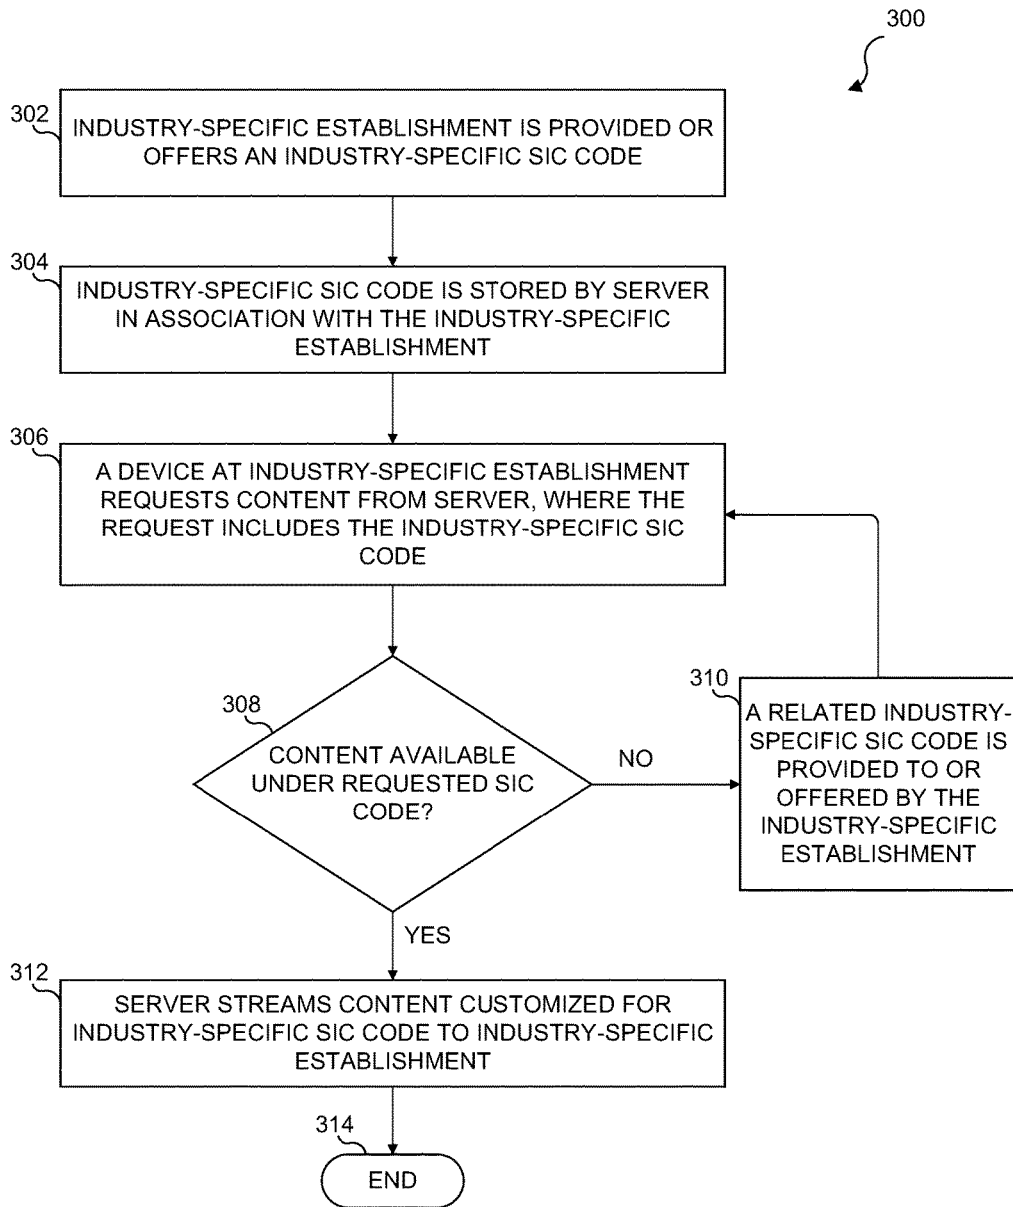 300
302
INDUSTRY-SPECIFIC ESTABLISHMENT IS PROVIDED OR
OFFERS AN INDUSTRY-SPECIFIC SIC CODE
304
INDUSTRY-SPECIFIC SIC CODE IS STORED BY SERVER
IN ASSOCIATION WITH THE INDUSTRY-SPECIFIC
ESTABLISHMENT
306
A DEVICE AT INDUSTRY-SPECIFIC ESTABLISHMENT
REQUESTS CONTENT FROM SERVER, WHERE THE
REQUEST INCLUDES THE INDUSTRY-SPECIFIC SIC
CODE
308
CONTENT AVAILABLE
UNDER REQUESTED SIC
CODE?
NO
310
A RELATED INDUSTRY-
SPECIFIC SIC CODE IS
PROVIDED TO OR
OFFERED BY THE
INDUSTRY-SPECIFIC
ESTABLISHMENT
YES
312
SERVER STREAMS CONTENT CUSTOMIZED FOR
INDUSTRY-SPECIFIC SIC CODE TO INDUSTRY-SPECIFIC
ESTABLISHMENT
314
END